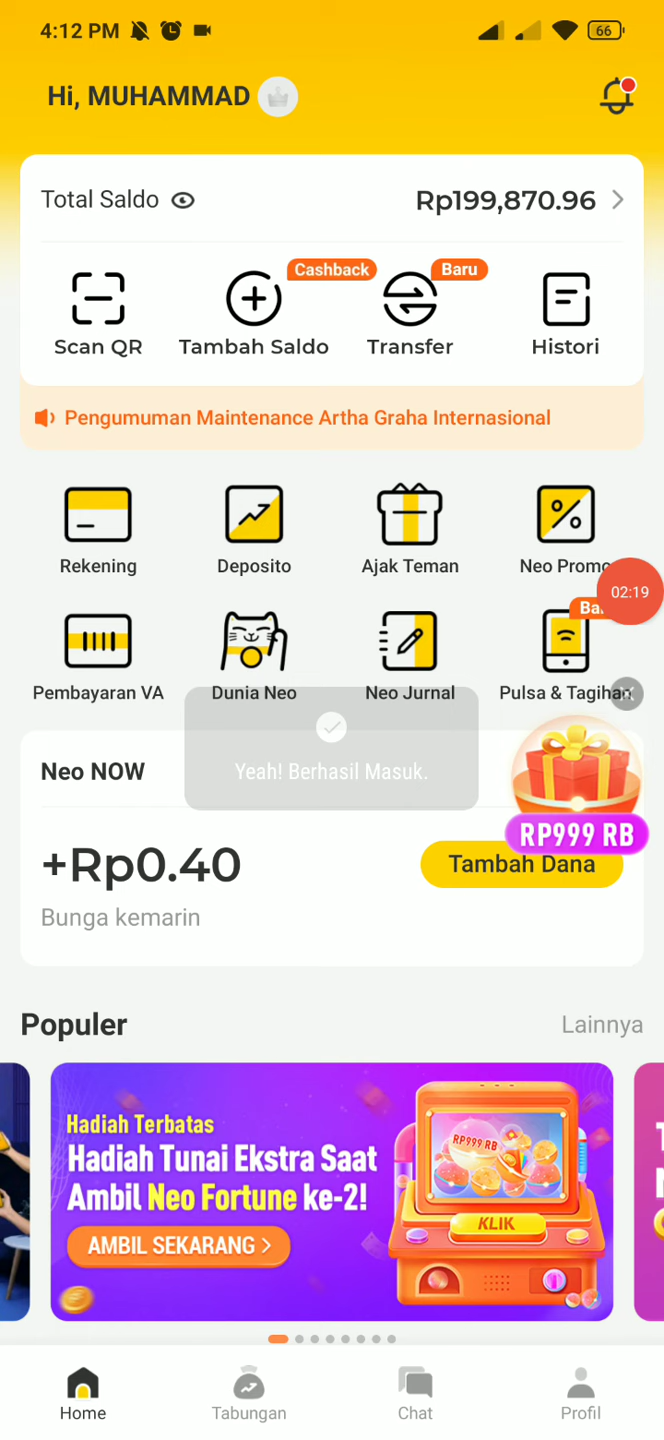 4:12 PM
66
Hi, MUHAMMAD
Total Saldo
Rp199,870.96
Cashback
Baru
Scan QR
Tambah Saldo
Transfer
Histori
Pengumuman Maintenance Artha Graha Internasional
Rekening
Deposito
Ajak Teman
Neo Promo
02:19
Pembayaran VA
Dunia Neo
Neo Jurnal
Pulsa & Tagihan
Yeah! Berhasil Masuk.
Neo NOW
RP999 RB
+Rp0.40
Tambah Dana
Bunga kemarin
Populer
Lainnya
Hadiah Terbatas
Hadiah Tunai Ekstra Saat
Ambil Neo Fortune ke-2!
AMBIL SEKARANG >
RP999 RB
KLIK
Home
Tabungan
Chat
Profil